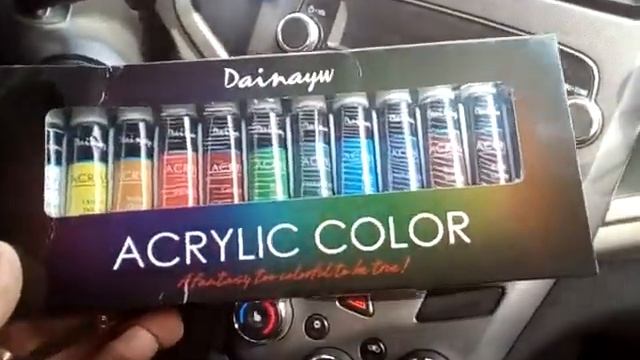 Dainayw
ACRYLIC COLOR
A fantasy too colorful to be true!